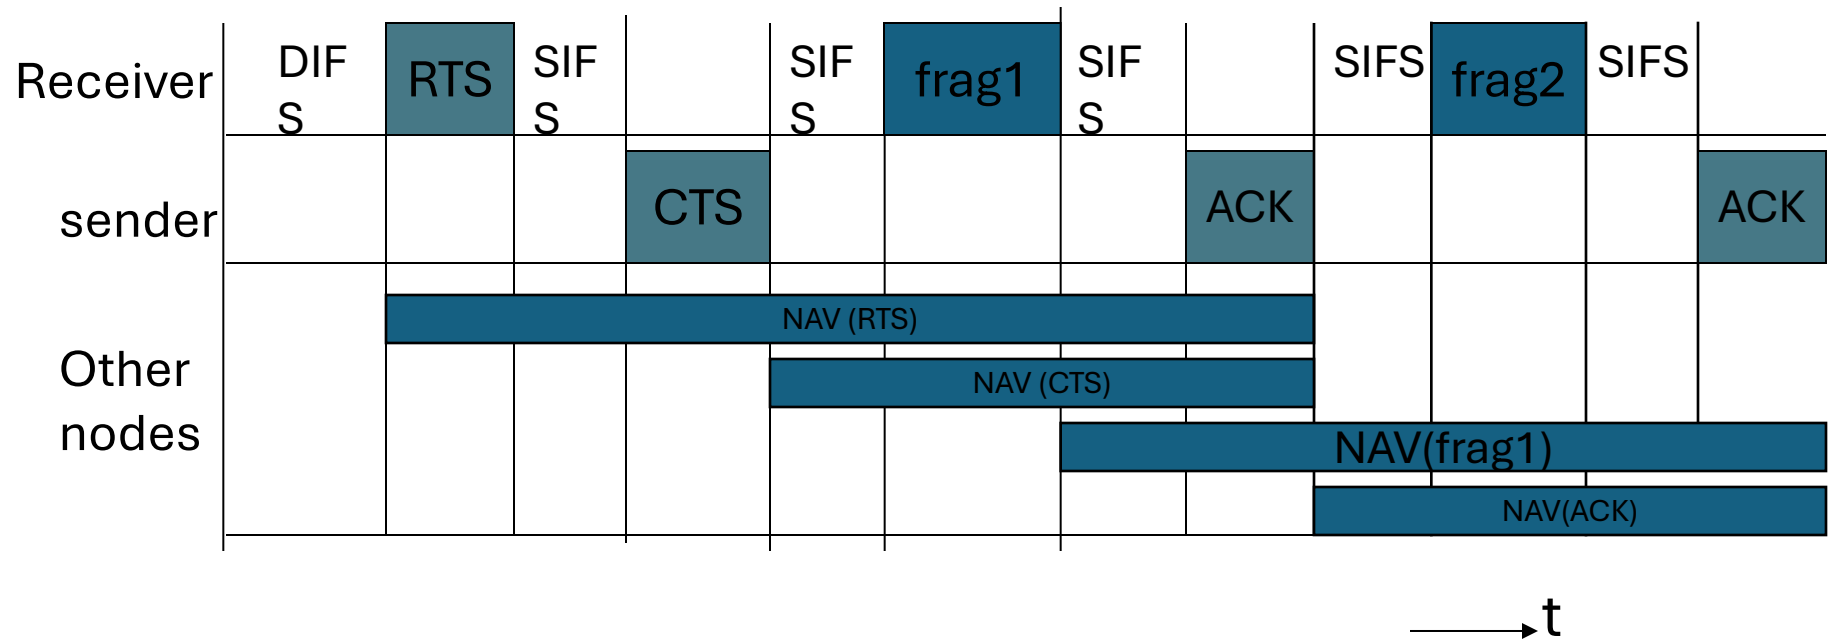 Receiver
DIF
S
RTS
SIF
S
SIF
S
frag1
SIF
S
SIFS
frag2
SIFS
sender
CTS
ACK
ACK
Other
nodes
NAV (RTS)
NAV (CTS)
NAV(frag1)
NAV(ACK)
t